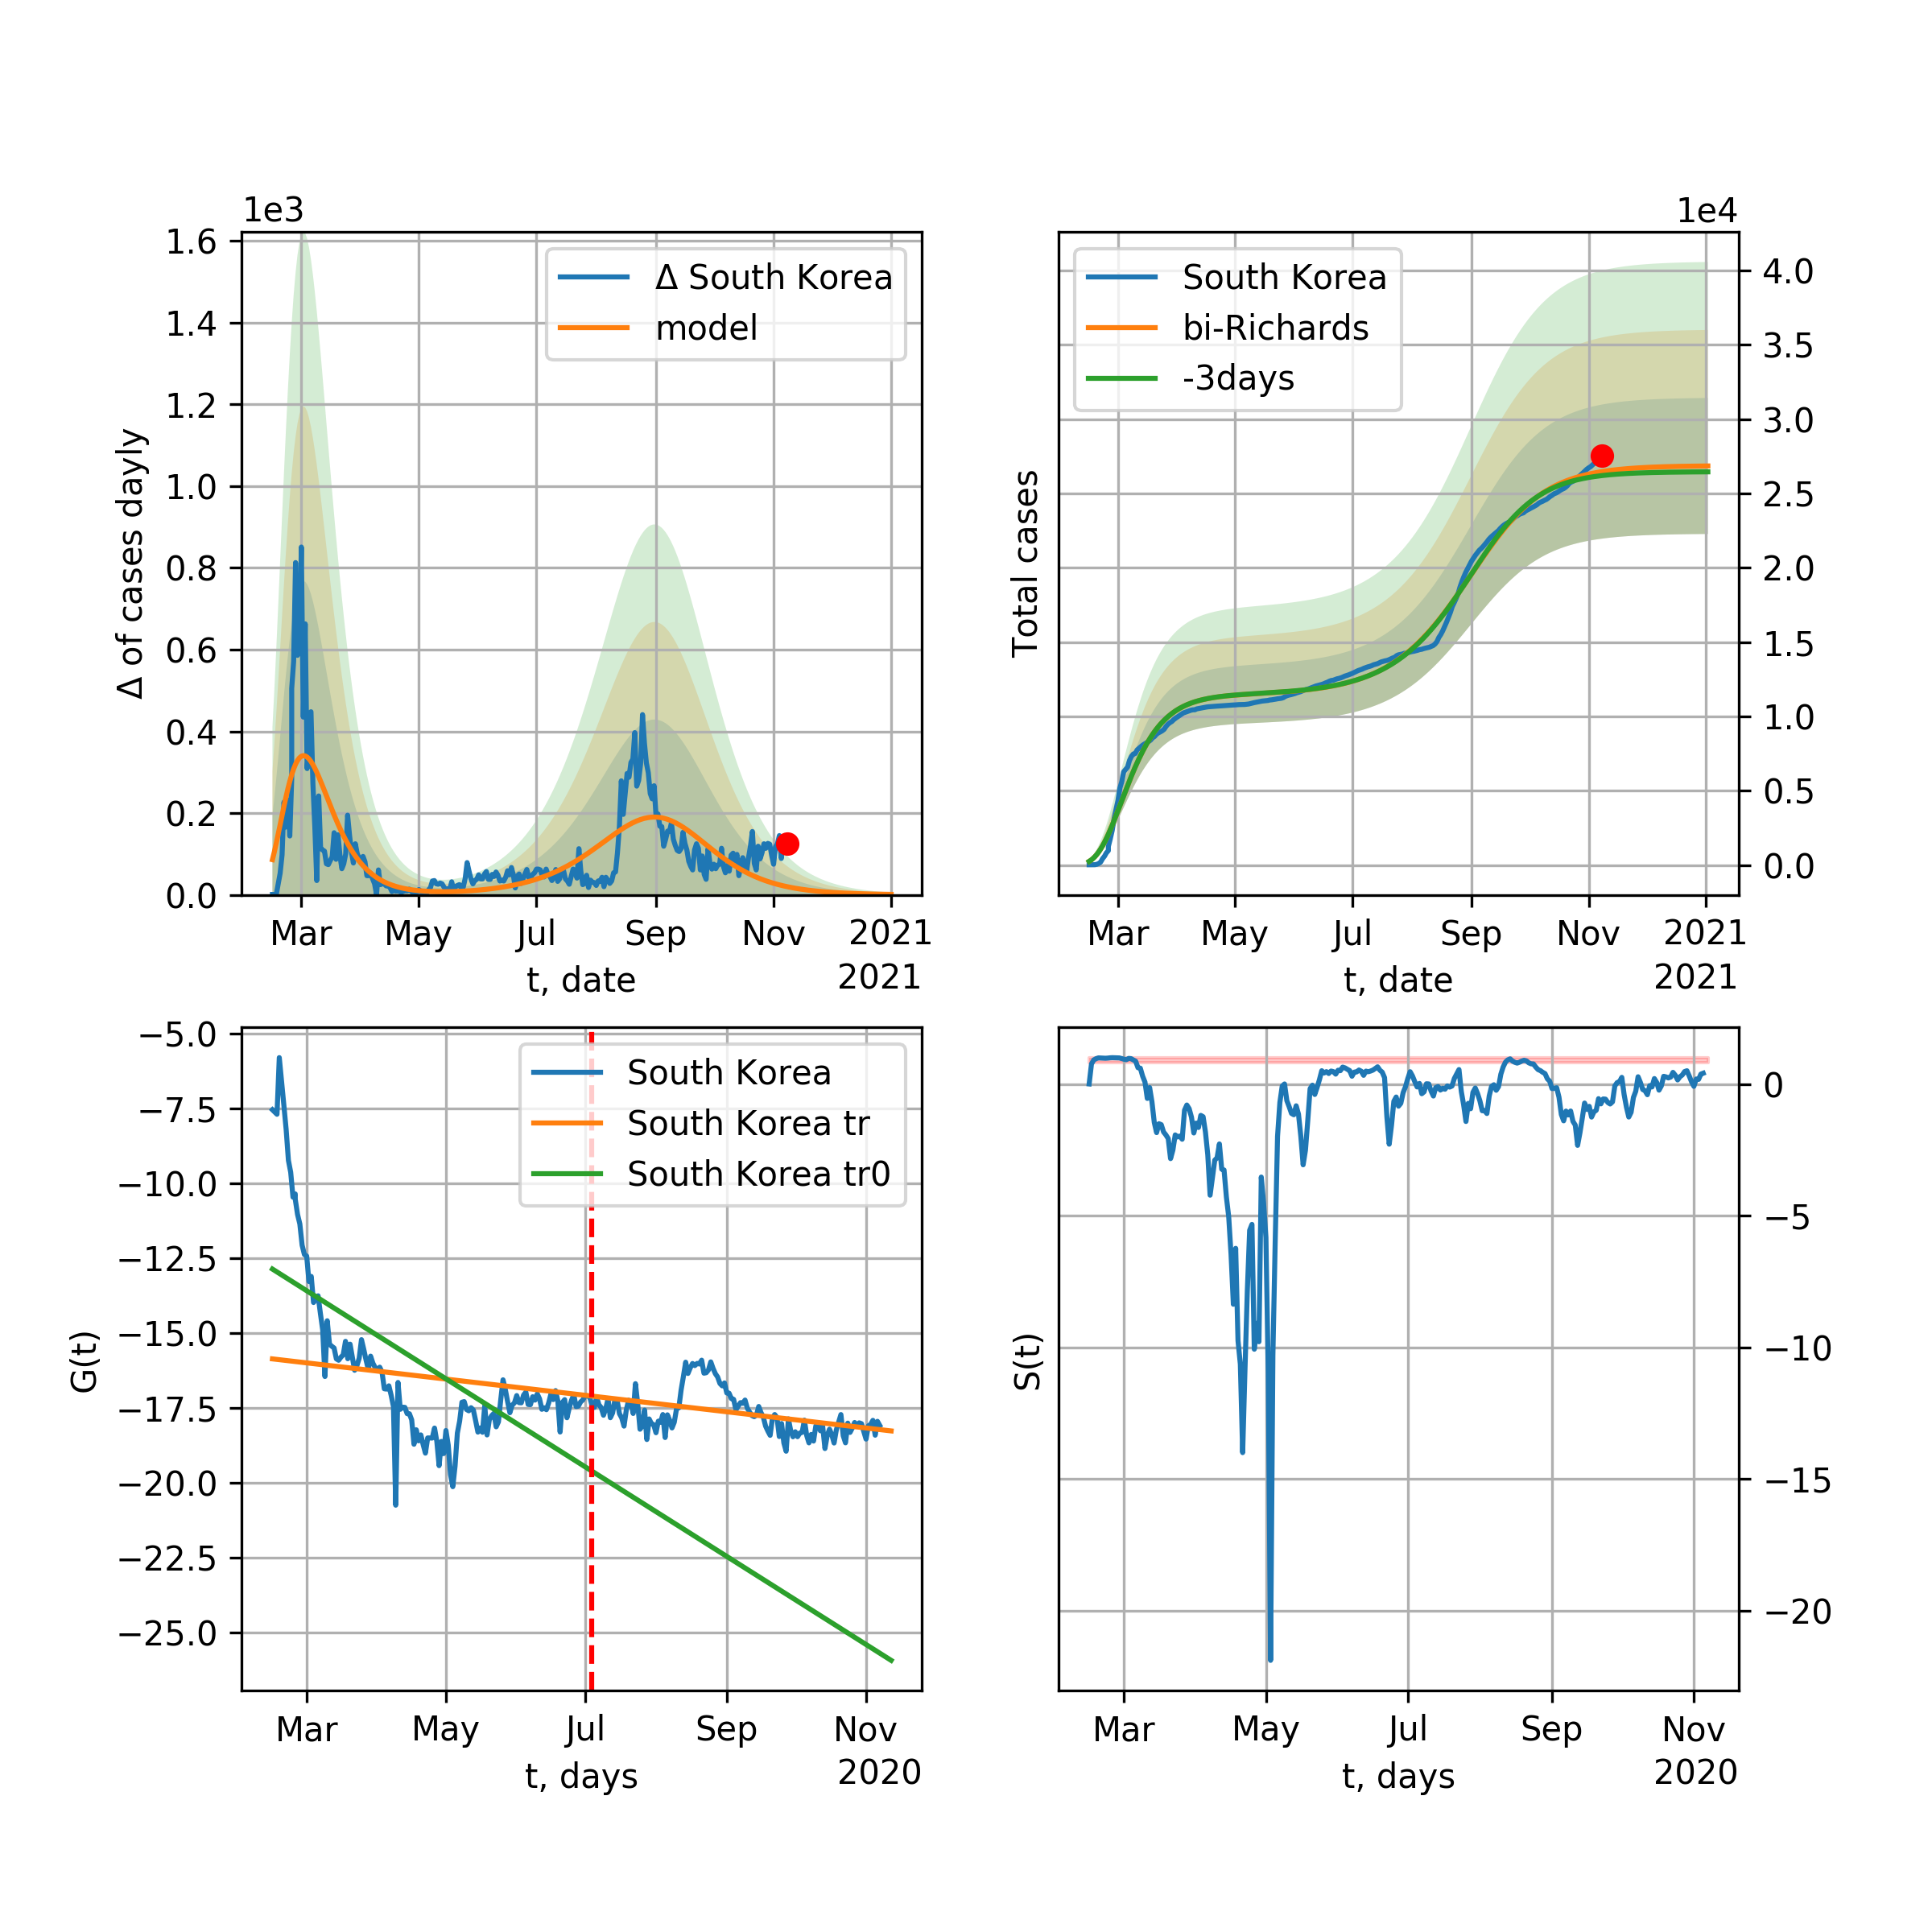 1e3
1.6
1.4
1.2
1.0
0.8
0.6
0.4
0.2
0.0
Δ of cases dayly
Δ South Korea
model
Mar May Jul Sep Nov 2021
t, date 2021
1e4
4.0
3.5
3.0
2.5
2.0
1.5
1.0
0.5
0.0
Total cases
South Korea
bi-Richards
-3days
Mar May Jul Sep Nov 2021
t, date 2021
−5.0
−7.5
−10.0
−12.5
−15.0
−17.5
−20.0
−22.5
−25.0
G(t)
South Korea
South Korea tr
South Korea tr0
Mar May Jul Sep Nov
t, days 2020
0
−5
−10
−15
−20
S(t)
Mar May Jul Sep Nov
t, days 2020